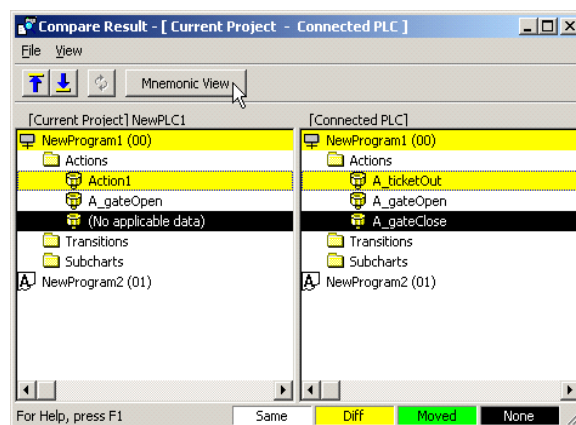 Compare Result - [ Current Project - Connected PLC ]
File View
Mnemonic View
[Current Project] NewPLC1
[Connected PLC]
NewProgram1 (00)
Actions
Action1
A_gateOpen
(No applicable data)
Transitions
Subcharts
A NewProgram2 (01)
NewProgram1 (00)
Actions
A_ticketOut
A_gateOpen
A_gateClose
Transitions
Subcharts
A NewProgram2 (01)
For Help, press F1
Same Diff Moved None